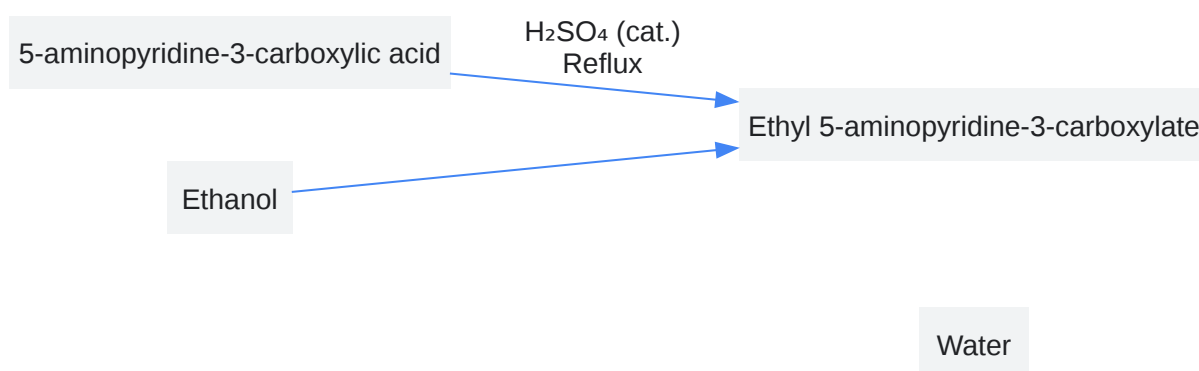 5-aminopyridine-3-carboxylic acid
H₂SO₄ (cat.)
Reflux
Ethyl 5-aminopyridine-3-carboxylate
Ethanol
Water